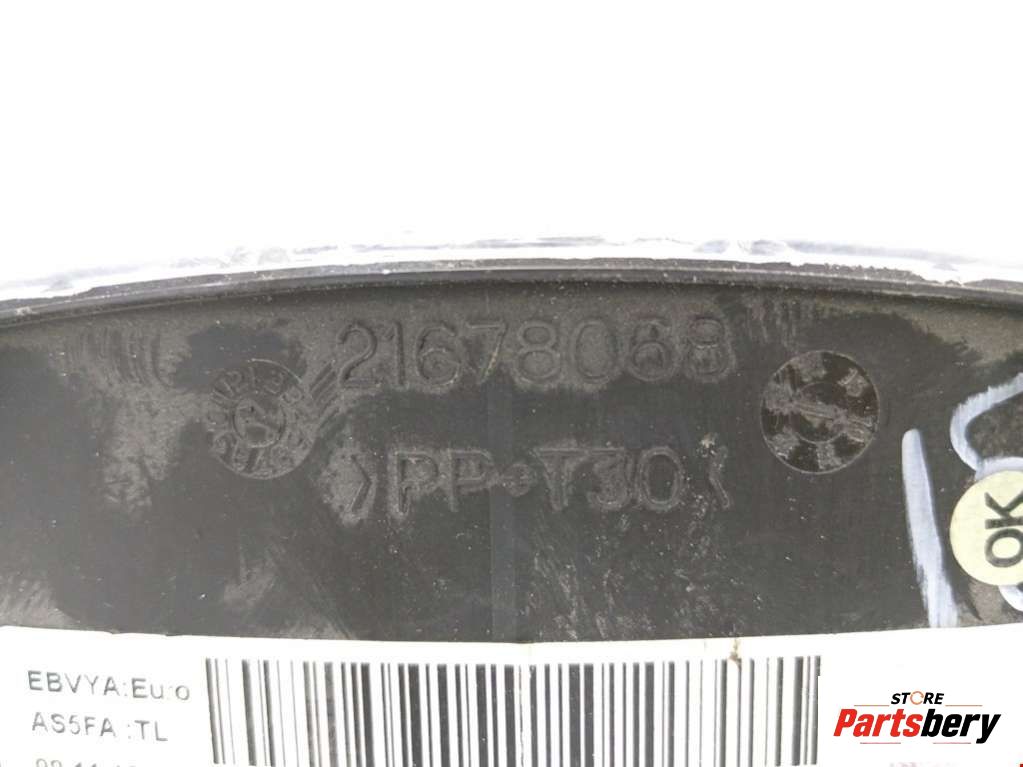 21678068
>PP-T30<
OK
EBVYA:Euro
AS5FA :TL
STORE
Partsbery